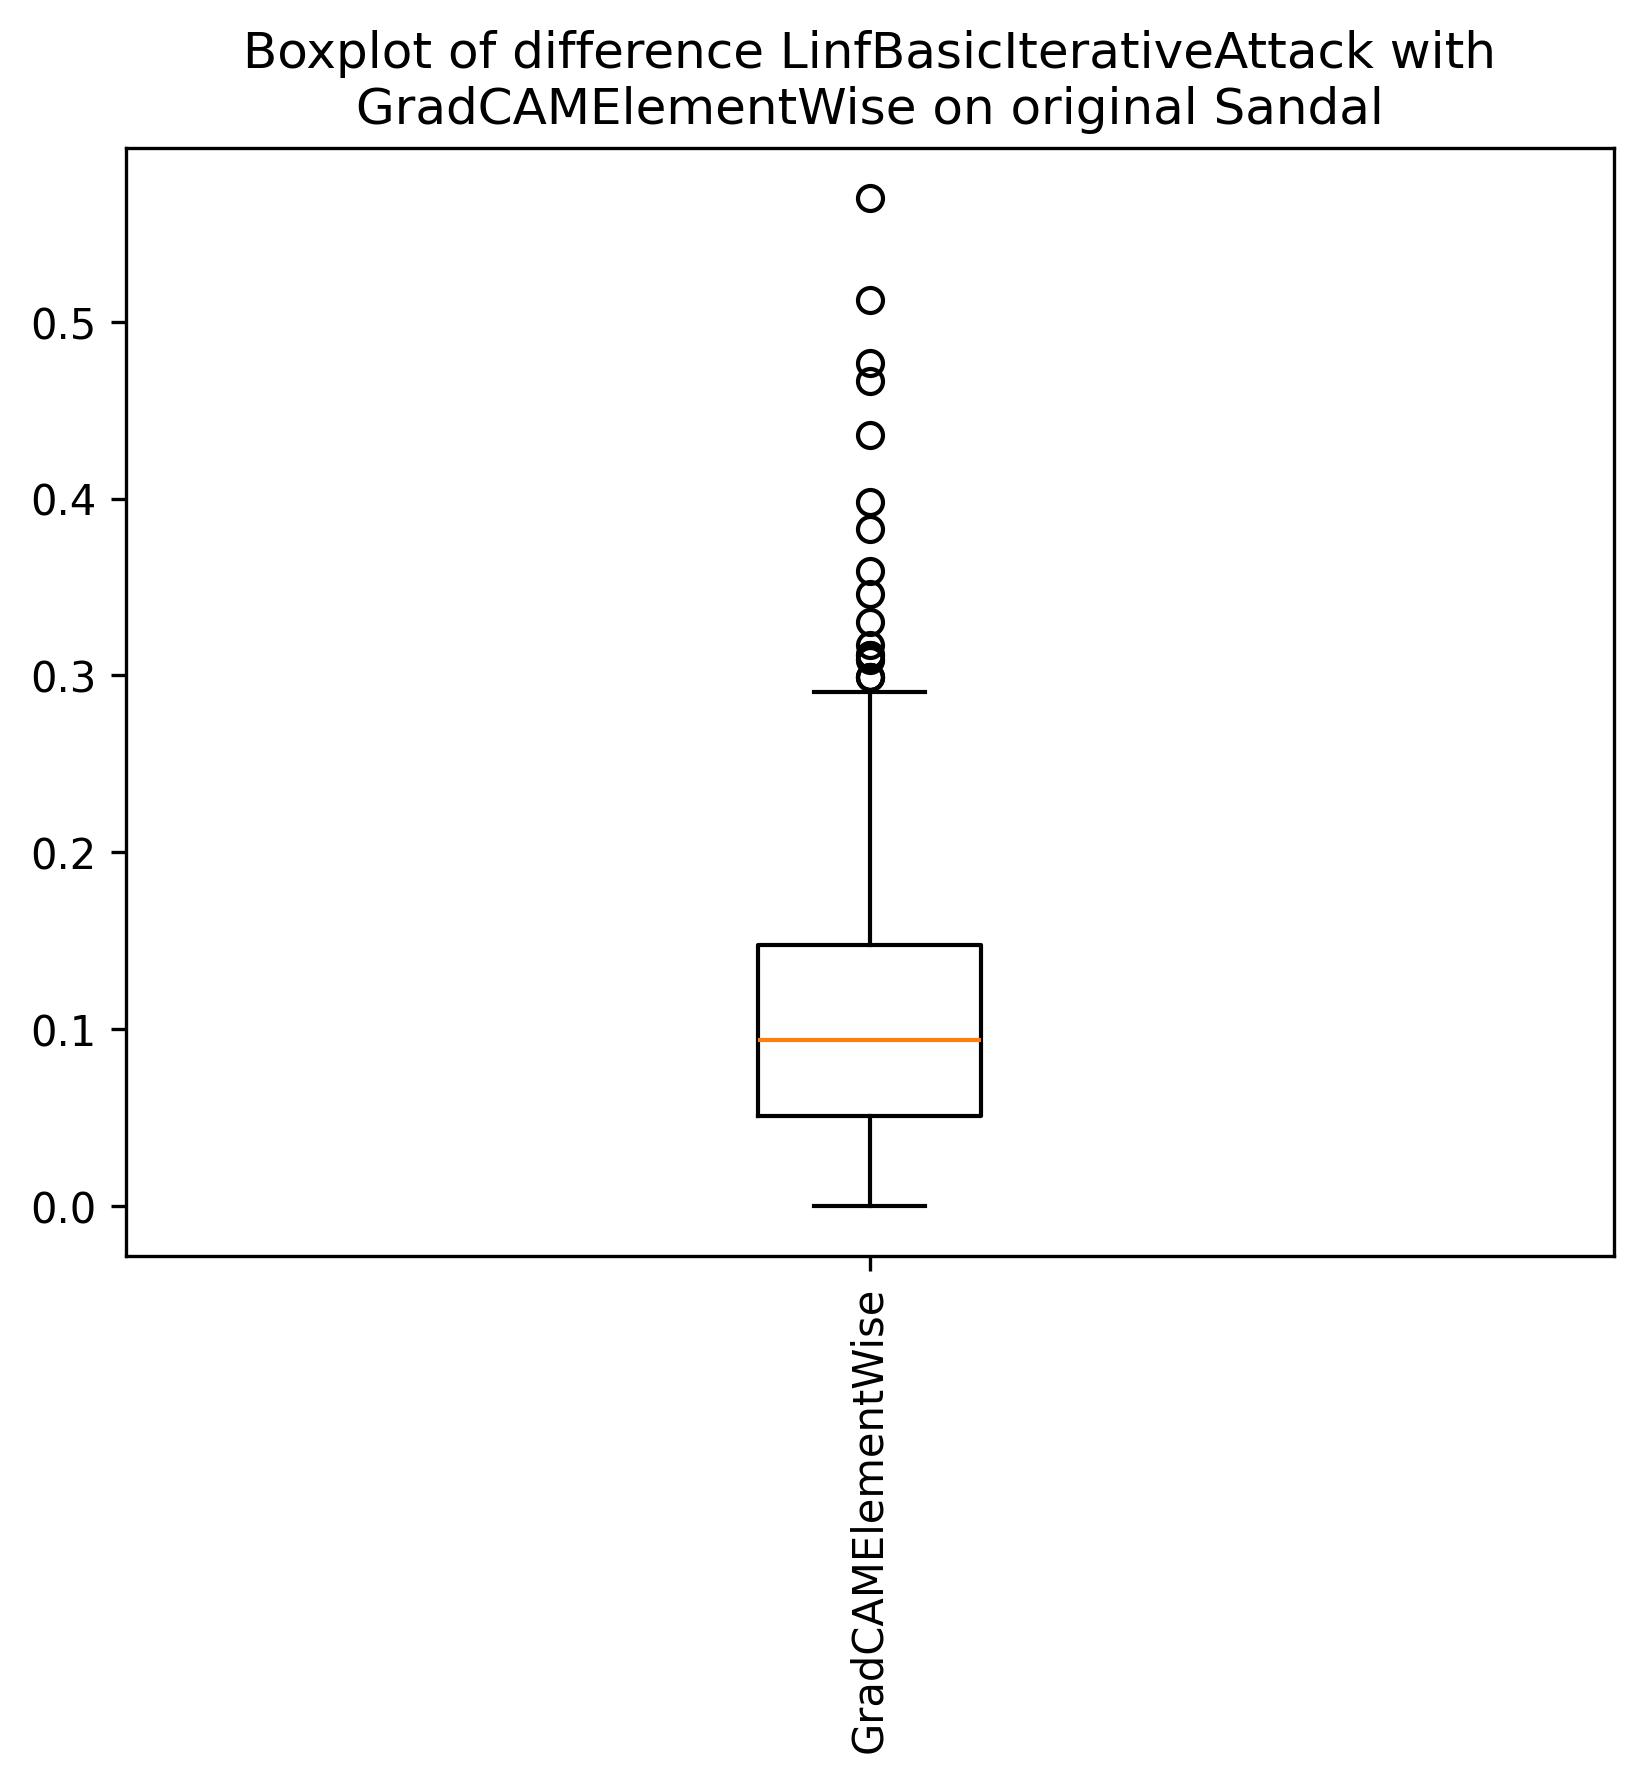 Boxplot of difference LinfBasicIterativeAttack with
GradCAMElementWise on original Sandal
0.5
0.4
0.3
0.2
0.1
0.0
GradCAMElementWise